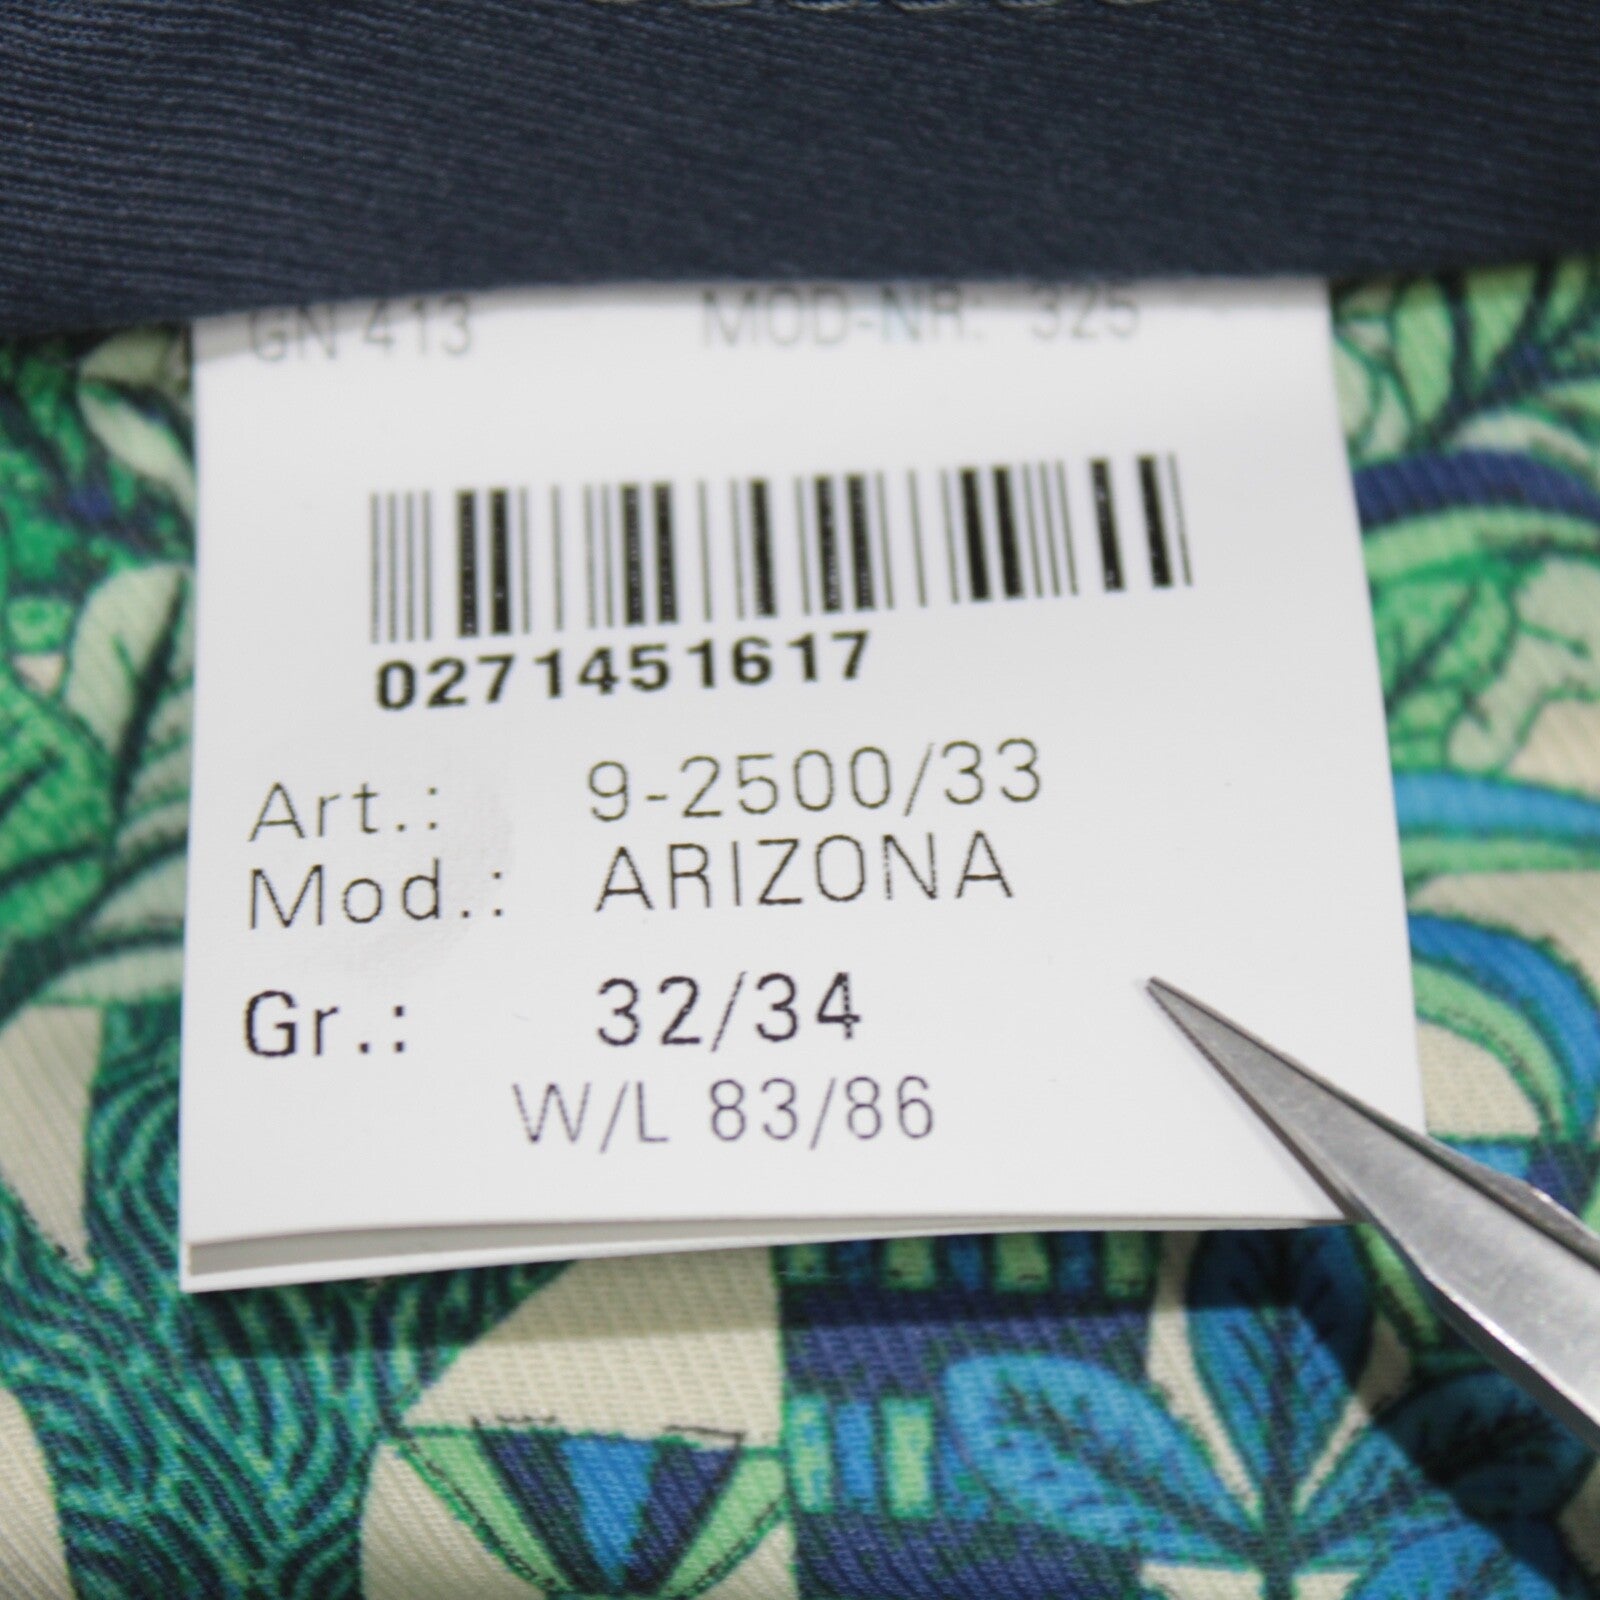 GN 413 MOD-NR: 325
0271451617
Art.: 9-2500/33
Mod.: ARIZONA
Gr.: 32/34
W/L 83/86